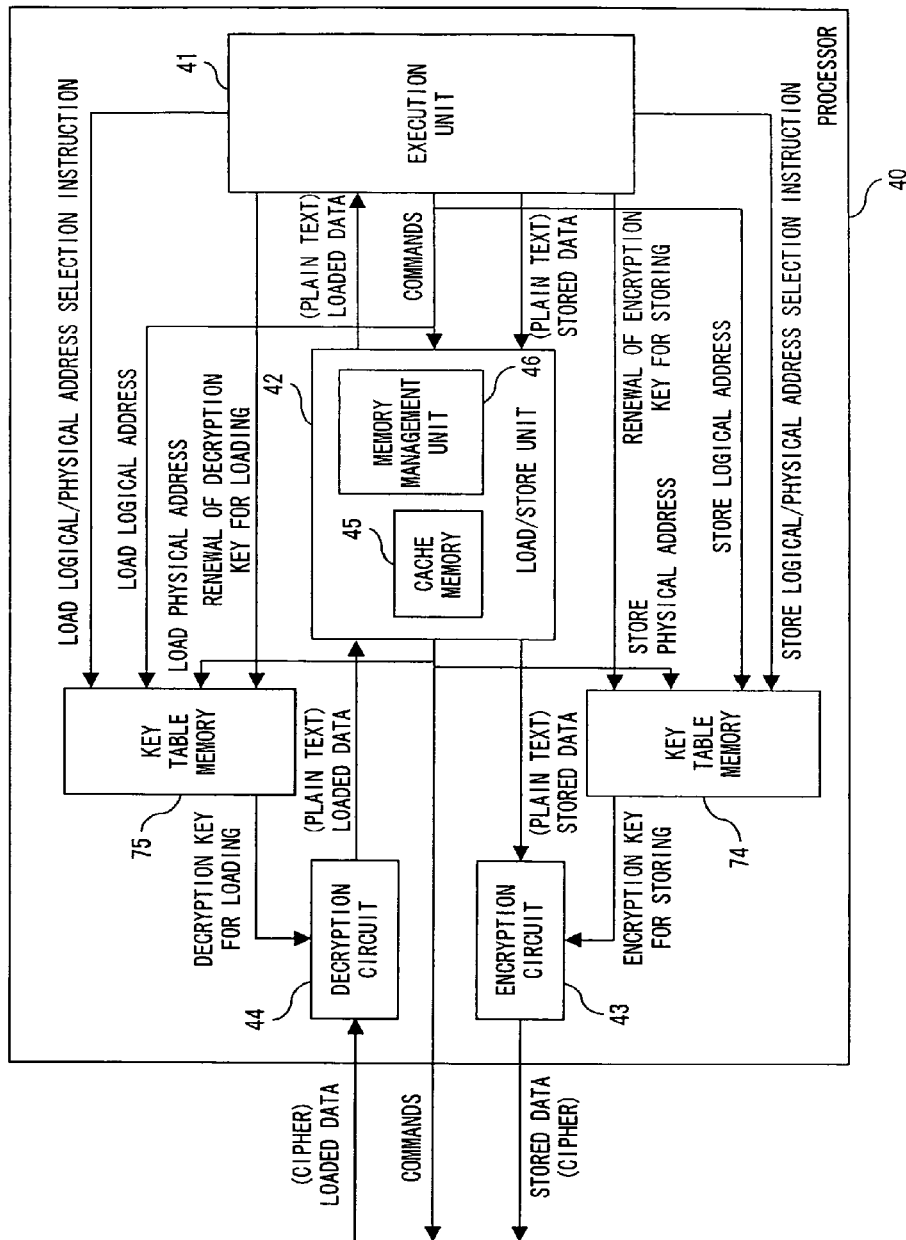 LOAD LOGICAL/PHYSICAL ADDRESS SELECTION INSTRUCTION
LOAD LOGICAL ADDRESS
LOAD PHYSICAL ADDRESS
RENEWAL OF DECRYPTION
KEY FOR LOADING
75
KEY
TABLE
MEMORY
DECRYPTION KEY
FOR LOADING
41
EXECUTION
UNIT
(PLAIN TEXT)
LOADED DATA
COMMANDS
(PLAIN TEXT)
STORED DATA
42
46
MEMORY
MANAGEMENT
UNIT
45
CACHE
MEMORY
LOAD/STORE UNIT
(PLAIN TEXT)
LOADED DATA
(PLAIN TEXT)
STORED DATA
44
DECRYPTION
CIRCUIT
ENCRYPTION
CIRCUIT
43
(CIPHER)
LOADED DATA
COMMANDS
STORED DATA
(CIPHER)
RENEWAL OF ENCRYPTION
KEY FOR STORING
STORE
PHYSICAL ADDRESS
STORE LOGICAL ADDRESS
STORE LOGICAL/PHYSICAL ADDRESS SELECTION INSTRUCTION
KEY
TABLE
MEMORY
74
ENCRYPTION KEY
FOR STORING
PROCESSOR
40